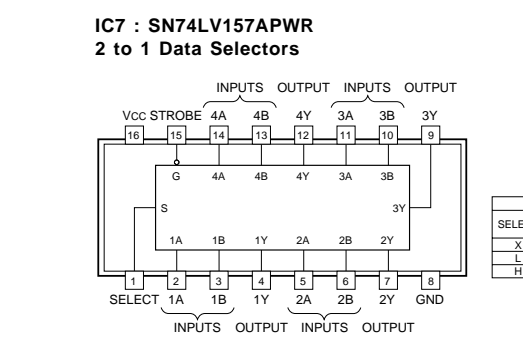 IC7 : SN74LV157APWR
2 to 1 Data Selectors
INPUTS OUTPUT INPUTS OUTPUT
Vcc STROBE 4A 4B 4Y 3A 3B 3Y
16 15 14 13 12 11 10 9
G 4A 4B 4Y 3A 3B
S 3Y
1A 1B 1Y 2A 2B 2Y
1 2 3 4 5 6 7 8
SELECT 1A 1B 1Y 2A 2B 2Y GND
INPUTS OUTPUT INPUTS OUTPUT
SELE
X
L
H